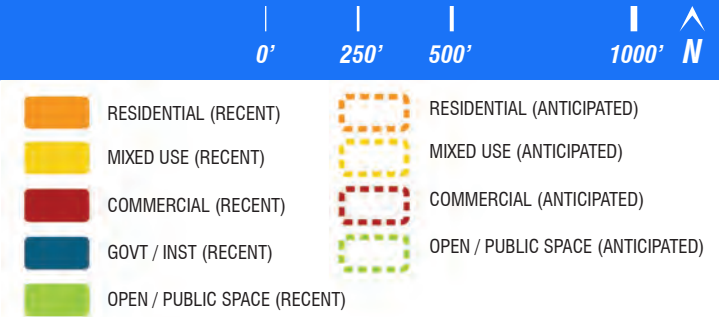 0’ 250’ 500’ 1000’ N
RESIDENTIAL (RECENT)
MIXED USE (RECENT)
COMMERCIAL (RECENT)
GOVT / INST (RECENT)
OPEN / PUBLIC SPACE (RECENT)
RESIDENTIAL (ANTICIPATED)
MIXED USE (ANTICIPATED)
COMMERCIAL (ANTICIPATED)
OPEN / PUBLIC SPACE (ANTICIPATED)